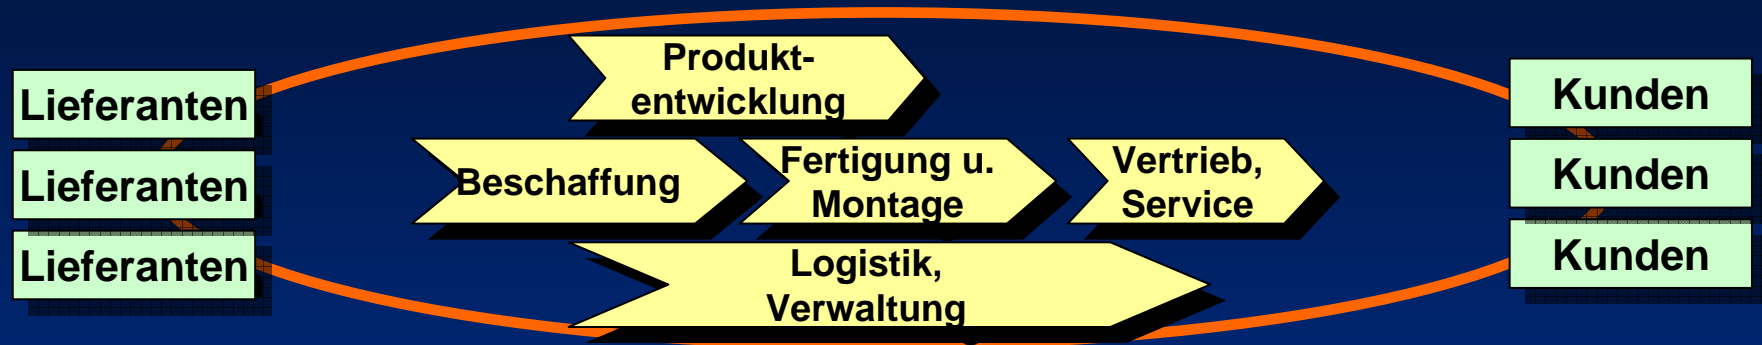 Lieferanten
Lieferanten
Lieferanten
Produkt-
entwicklung
Beschaffung
Fertigung u.
Montage
Vertrieb,
Service
Logistik,
Verwaltung
Kunden
Kunden
Kunden